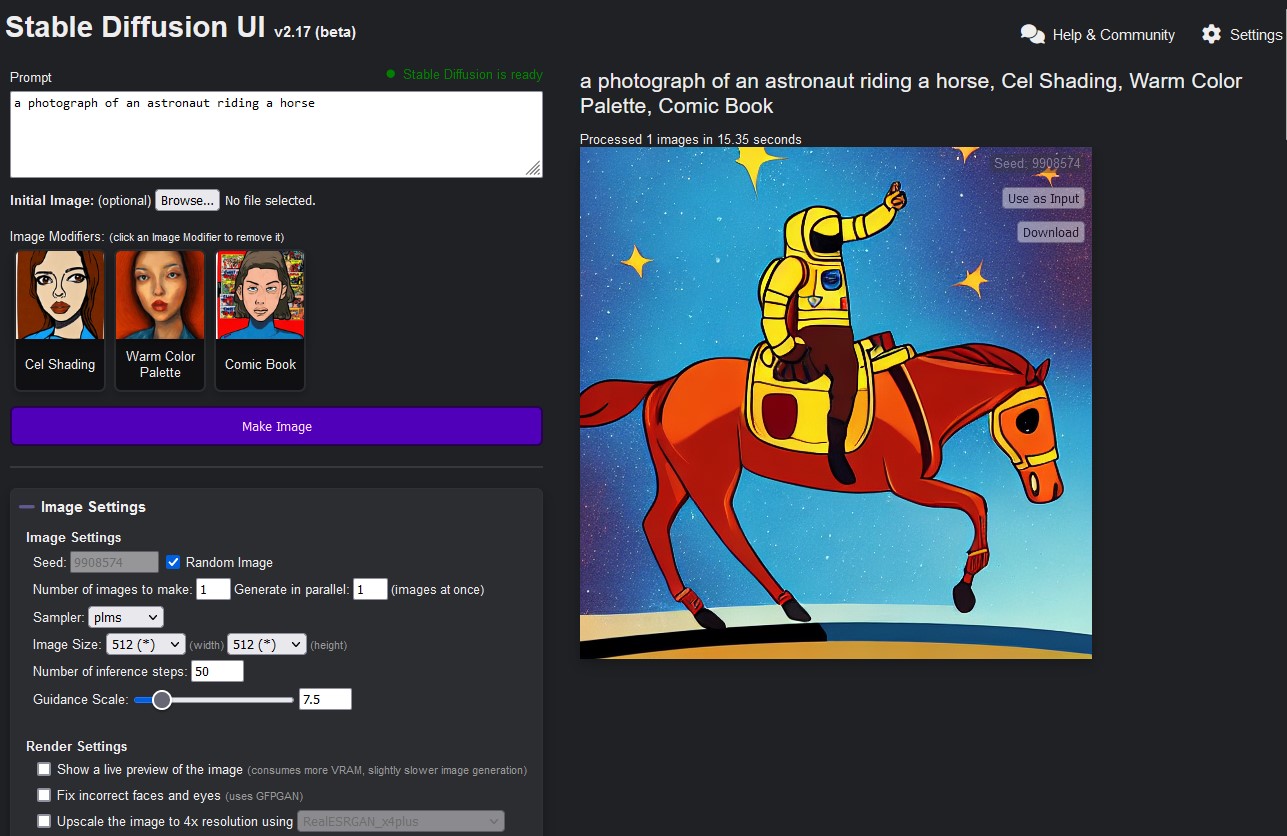 Stable Diffusion UI v2.17 (beta)
Help & Community
Settings
Prompt
Stable Diffusion is ready
a photograph of an astronaut riding a horse
Initial Image: (optional) Browse... No file selected.
Image Modifiers: (click an Image Modifier to remove it)
Cel Shading
Warm Color
Palette
Comic Book
Make Image
Image Settings
Image Settings
Seed: 9908574 Random Image
Number of images to make: 1 Generate in parallel: 1 (images at once)
Sampler: plms
Image Size: 512 (*) (width) 512 (*) (height)
Number of inference steps: 50
Guidance Scale: 7.5
Render Settings
Show a live preview of the image (consumes more VRAM, slightly slower image generation)
Fix incorrect faces and eyes (uses GFPGAN)
Upscale the image to 4x resolution using RealESRGAN_x4plus
a photograph of an astronaut riding a horse, Cel Shading, Warm Color
Palette, Comic Book
Processed 1 images in 15.35 seconds
Seed: 9908574
Use as Input
Download